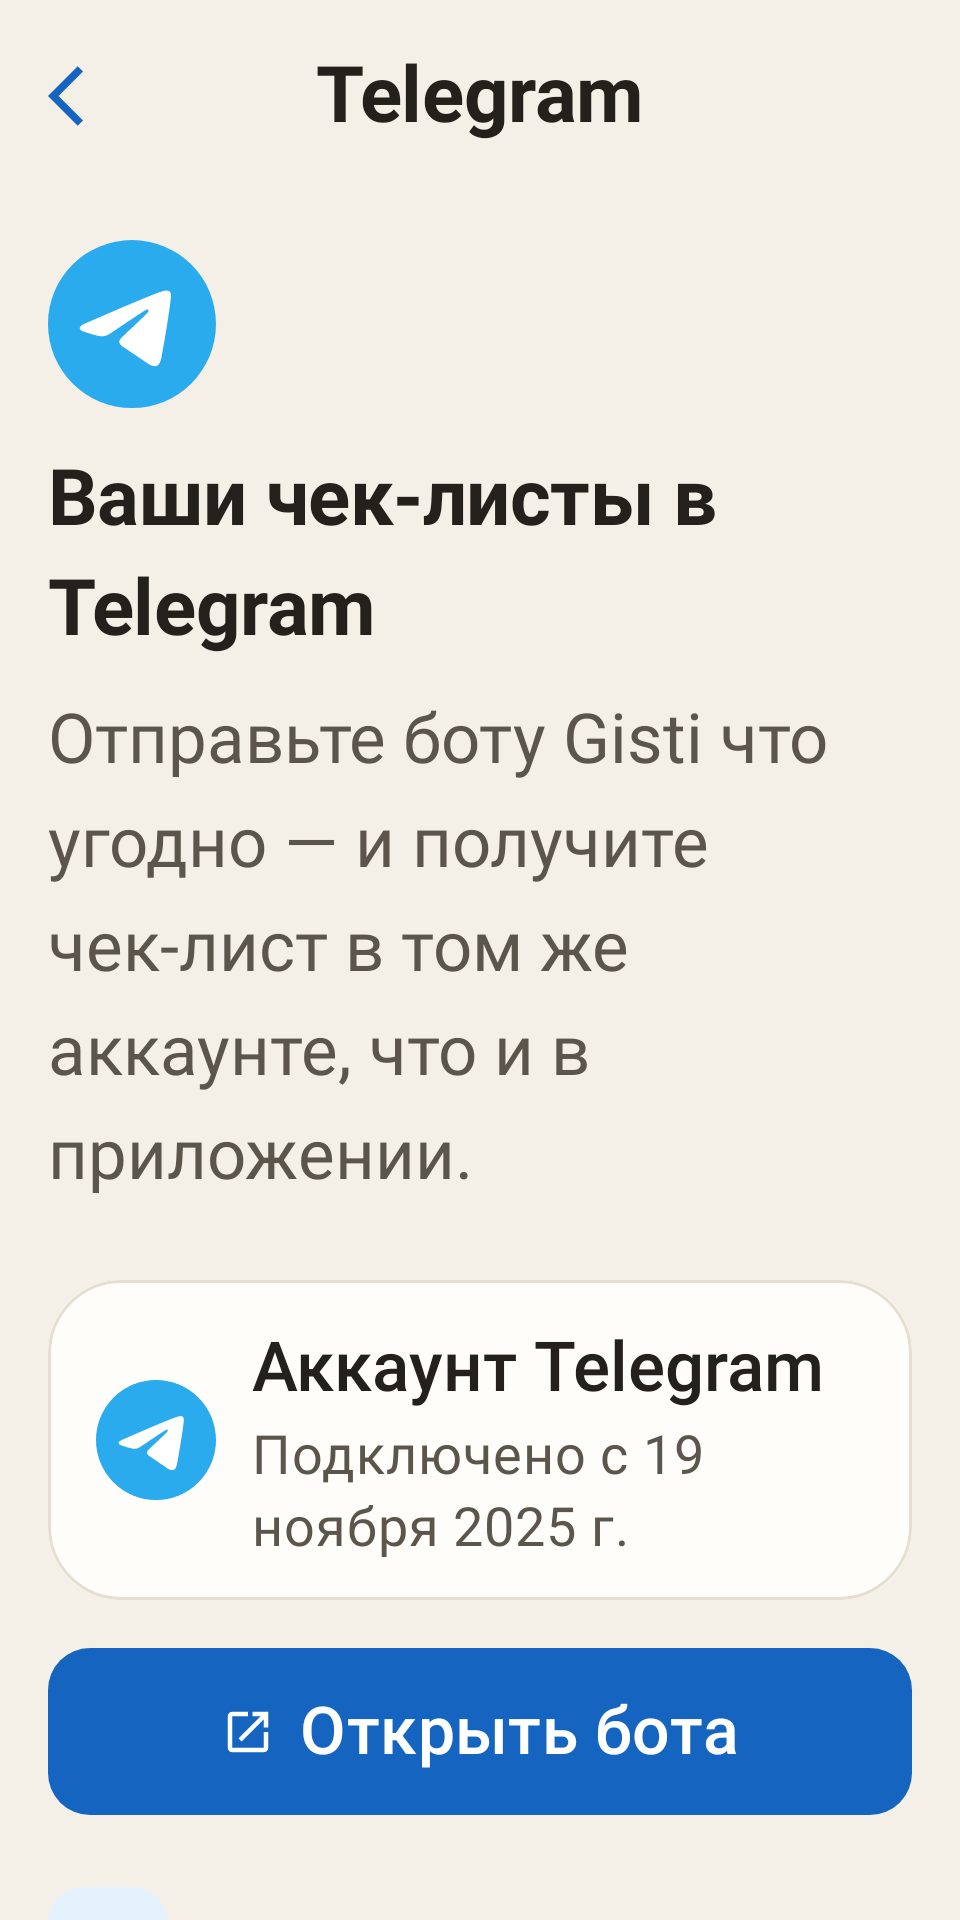 Telegram
Ваши чек-листы в
Telegram
Отправьте боту Gisti что
угодно — и получите
чек-лист в том же
аккаунте, что и в
приложении.
Аккаунт Telegram
Подключено с 19
ноября 2025 г.
Открыть бота